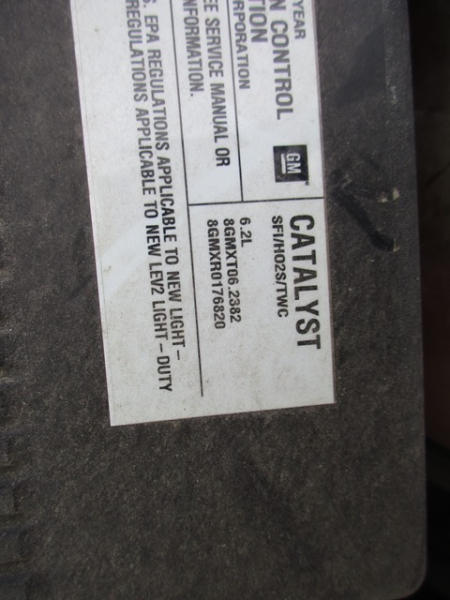 YEAR
N CONTROL
TION
RPORATION
EE SERVICE MANUAL OR
NFORMATION.
S. EPA REGULATIONS APPLICABLE TO NEW LIGHT–
REGULATIONS APPLICABLE TO NEW LEV2 LIGHT–DUTY
GM
CATALYST
SFI/HO2S/TWC
6.2L
8GMXT06.2382
8GMXR0176820